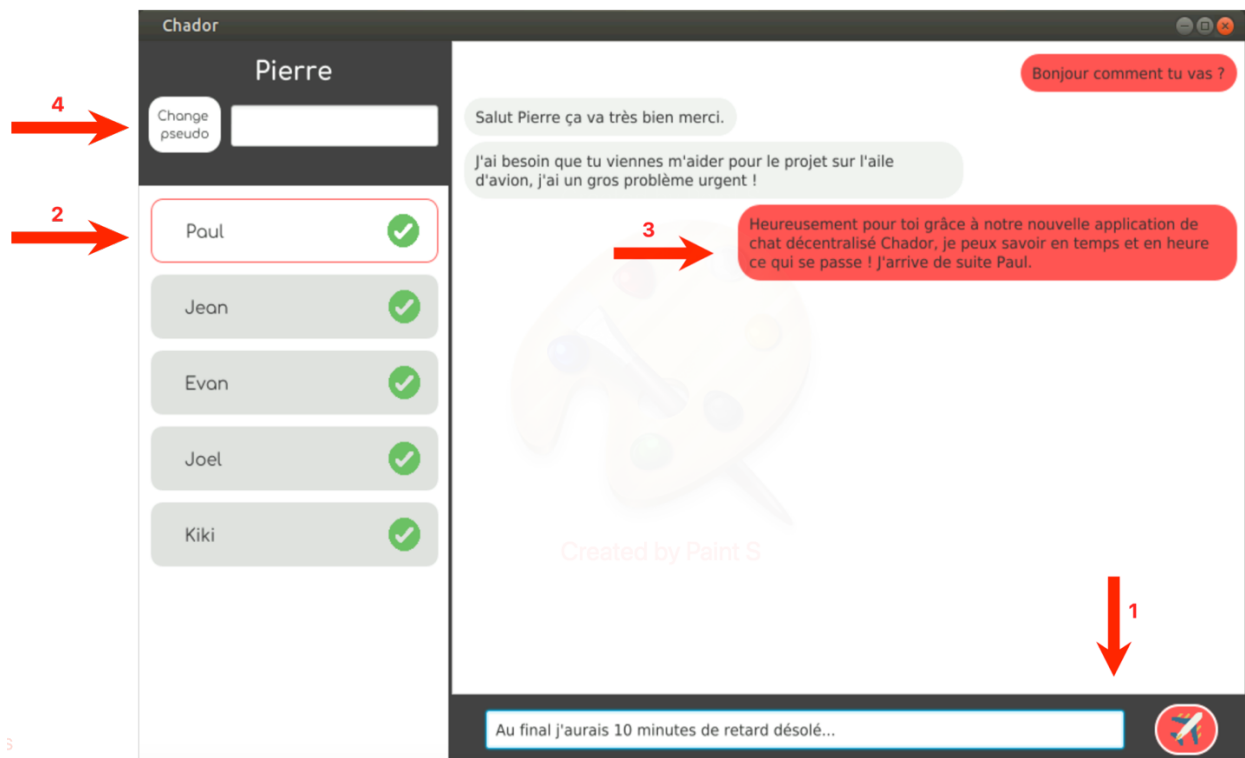 Chador
Pierre
4
Change
pseudo
2
Paul
Jean
Evan
Joel
Kiki
Bonjour comment tu vas ?
Salut Pierre ça va très bien merci.
J'ai besoin que tu viennes m'aider pour le projet sur l'aile
d'avion, j'ai un gros problème urgent !
3
Heureusement pour toi grâce à notre nouvelle application de
chat décentralisé Chador, je peux savoir en temps et en heure
ce qui se passe ! J'arrive de suite Paul.
Created by Paint S
1
Au final j'aurais 10 minutes de retard désolé...
s